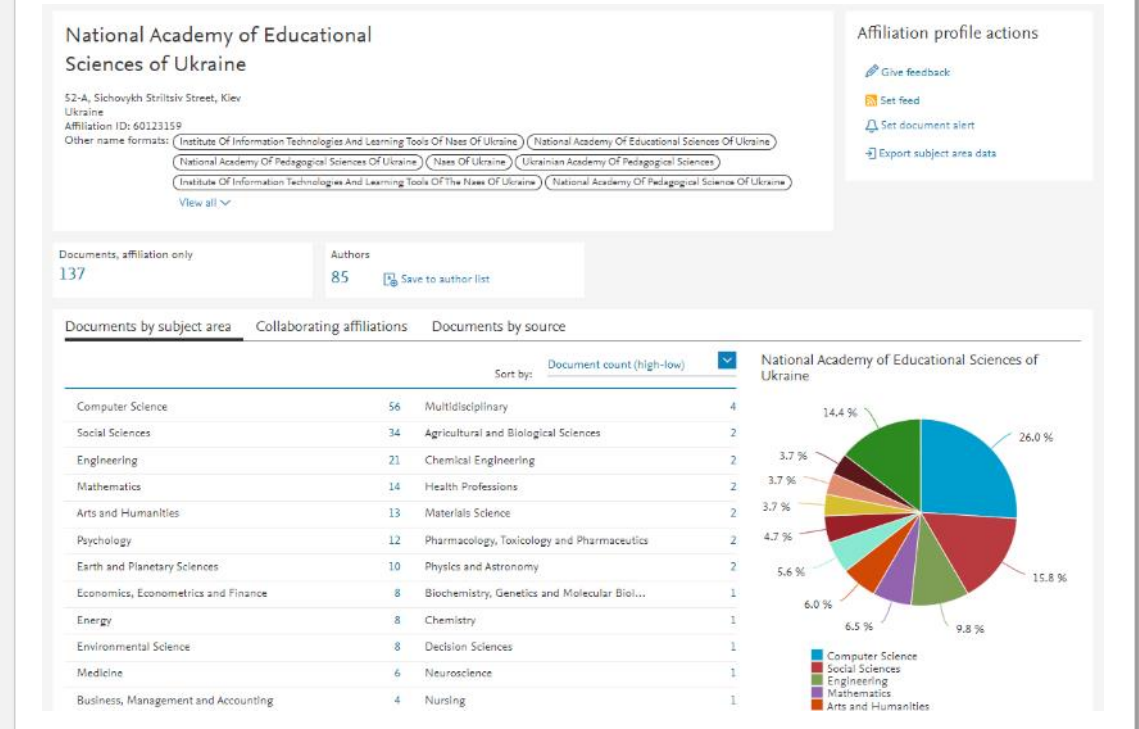 National Academy of Educational
Sciences of Ukraine
52-A, Sichovykh Striltsiv Street, Kiev
Ukraine
Affiliation ID: 60123159
Other name formats: Institute Of Information Technologies And Learning Tools Of Naes Of Ukraine National Academy Of Educational Sciences Of Ukraine
National Academy Of Pedagogical Sciences Of Ukraine Naes Of Ukraine Ukrainian Academy Of Pedagogical Sciences
Institute Of Information Technologies And Learning Tools Of The Naes Of Ukraine National Academy Of Pedagogical Science Of Ukraine
View all
Affiliation profile actions
Give feedback
Set feed
Set document alert
Export subject area data
Documents, affiliation only
137
Authors
85 Save to author list
Documents by subject area Collaborating affiliations Documents by source
Sort by: Document count (high-low)
Computer Science 56 Multidisciplinary 4
Social Sciences 34 Agricultural and Biological Sciences 2
Engineering 21 Chemical Engineering 2
Mathematics 14 Health Professions 2
Arts and Humanities 13 Materials Science 2
Psychology 12 Pharmacology, Toxicology and Pharmaceutics 2
Earth and Planetary Sciences 10 Physics and Astronomy 2
Economics, Econometrics and Finance 8 Biochemistry, Genetics and Molecular Biol... 1
Energy 8 Chemistry 1
Environmental Science 8 Decision Sciences 1
Medicine 6 Neuroscience 1
Business, Management and Accounting 4 Nursing 1
National Academy of Educational Sciences of
Ukraine
14.4 %
26.0 %
3.7 %
3.7 %
3.7 %
4.7 %
5.6 %
15.8 %
6.0 %
6.5 %
9.8 %
Computer Science
Social Sciences
Engineering
Mathematics
Arts and Humanities